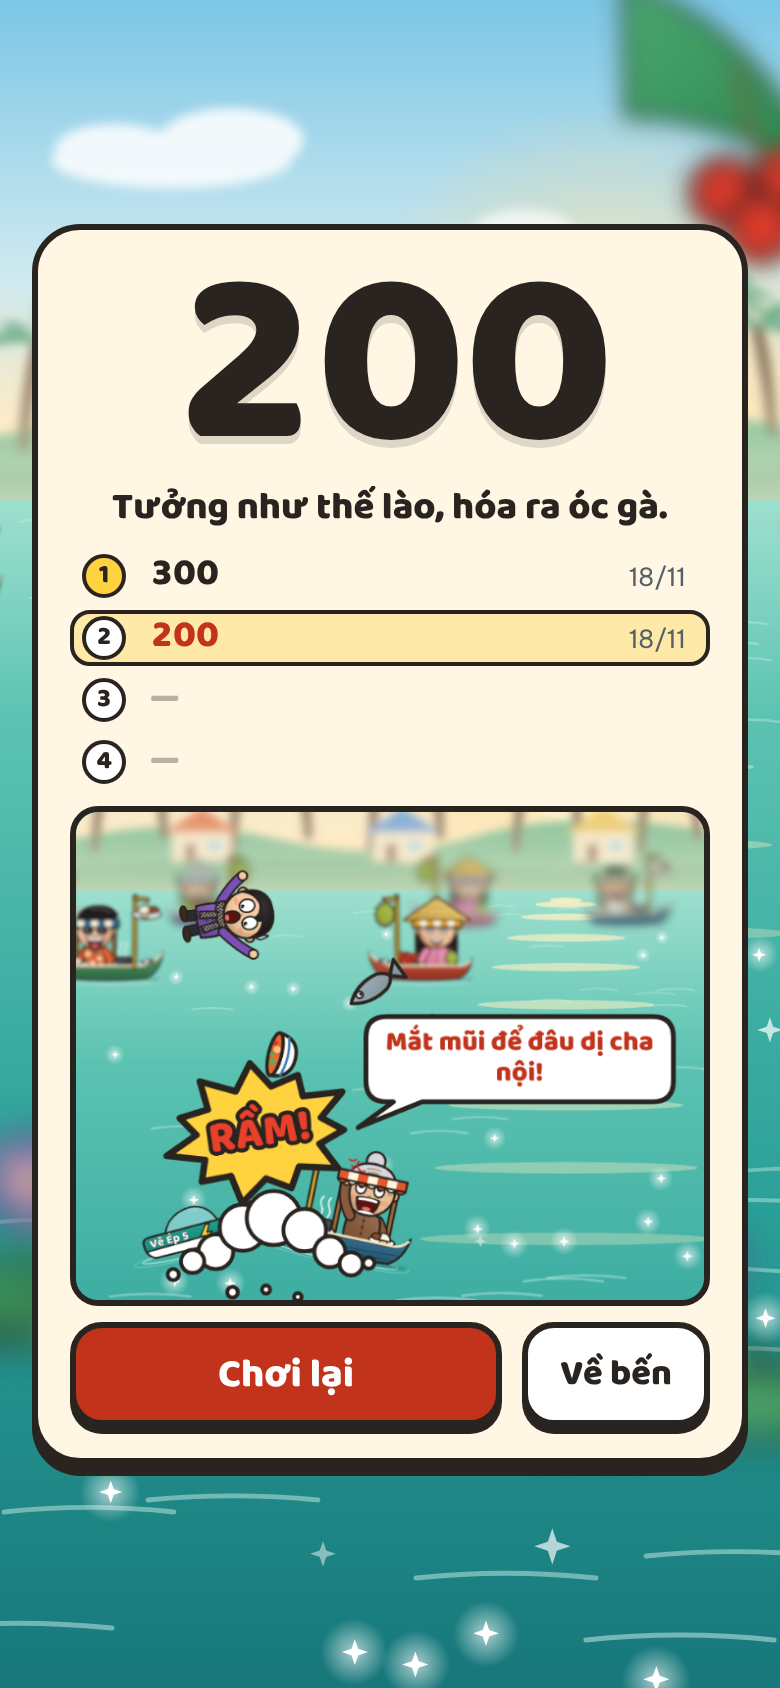 200
Tưởng như thế lào, hóa ra óc gà.
1 300 18/11
2 200 18/11
3 —
4 —
Mắt mũi để đâu dị cha
nội!
RẦM!
Về Ép 5
Chơi lại
Về bến